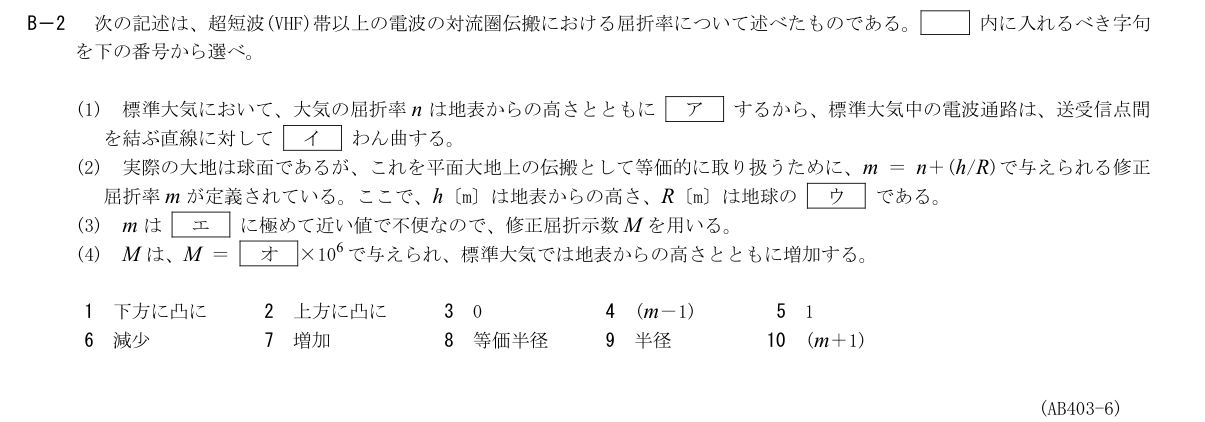 B－2　次の記述は、超短波(VHF)帯以上の電波の対流圏伝搬における屈折率について述べたものである。□内に入れるべき字句
を下の番号から選べ。
(1)　標準大気において、大気の屈折率 n は地表からの高さとともに ア するから、標準大気中の電波通路は、送受信点間
を結ぶ直線に対して イ わん曲する。
(2)　実際の大地は球面であるが、これを平面大地上の伝搬として等価的に取り扱うために、m ＝ n＋(h/R)で与えられる修正
屈折率 m が定義されている。ここで、h〔m〕は地表からの高さ、R〔m〕は地球の ウ である。
(3)　m は エ に極めて近い値で不便なので、修正屈折示数 M を用いる。
(4)　M は、M ＝ オ ×10⁶で与えられ、標準大気では地表からの高さとともに増加する。
1　下方に凸に　2　上方に凸に　3　0　4　(m－1)　5　1
6　減少　7　増加　8　等価半径　9　半径　10　(m＋1)
(AB403-6)